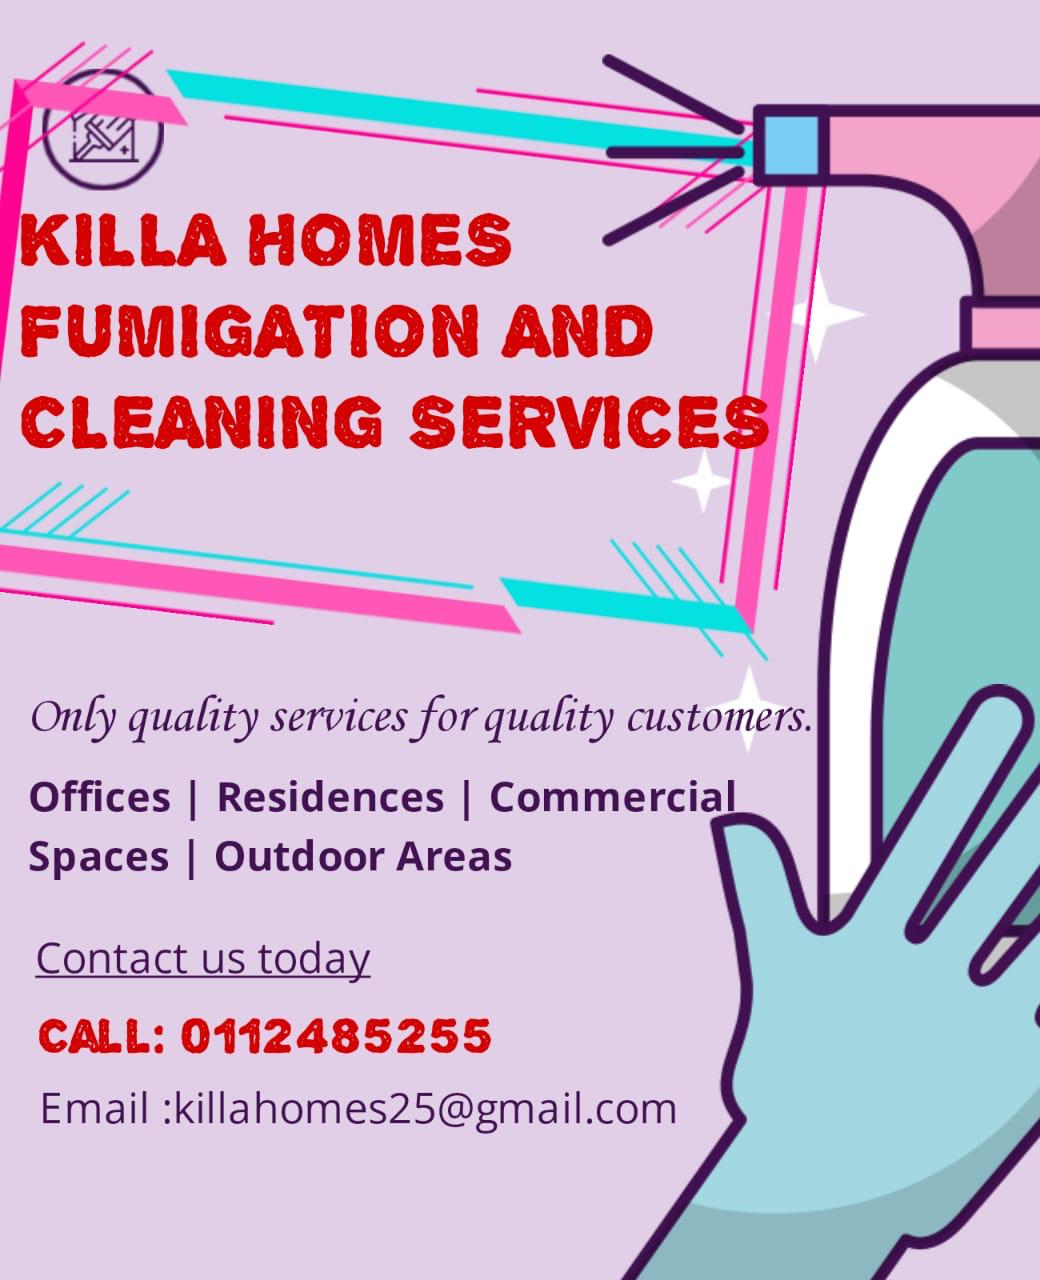 KILLA HOMES
FUMIGATION AND
CLEANING SERVICES
Only quality services for quality customers.
Offices | Residences | Commercial
Spaces | Outdoor Areas
Contact us today
CALL: 0112485255
Email :killahomes25@gmail.com